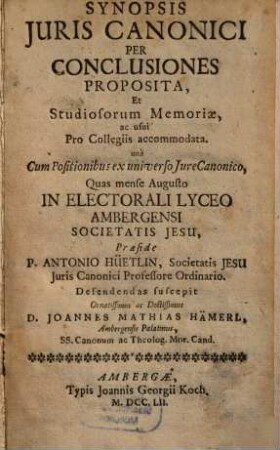 SYNOPSIS
JURIS CANONICI
PER
CONCLUSIONES
PROPOSITA,
Et
Studiosorum Memoriæ,
ac usui
Pro Collegiis accommodata.
unà
Cum Positionibus ex universo Jure Canonico,
Quas mense Augusto
IN ELECTORALI LYCEO
AMBERGENSI
SOCIETATIS JESU,
Præside
P. ANTONIO HÜETLIN, Societatis JESU
Juris Canonici Professore Ordinario.
Defendendas suscepit
Ornatissimus ac Doctissimus
D. JOANNES MATHIAS HÄMERL,
Ambergensis Palatinus,
SS. Canonum ac Theolog. Mor. Cand.
AMBERGÆ,
Typis Joannis Georgii Koch.
M. DCC. LII.